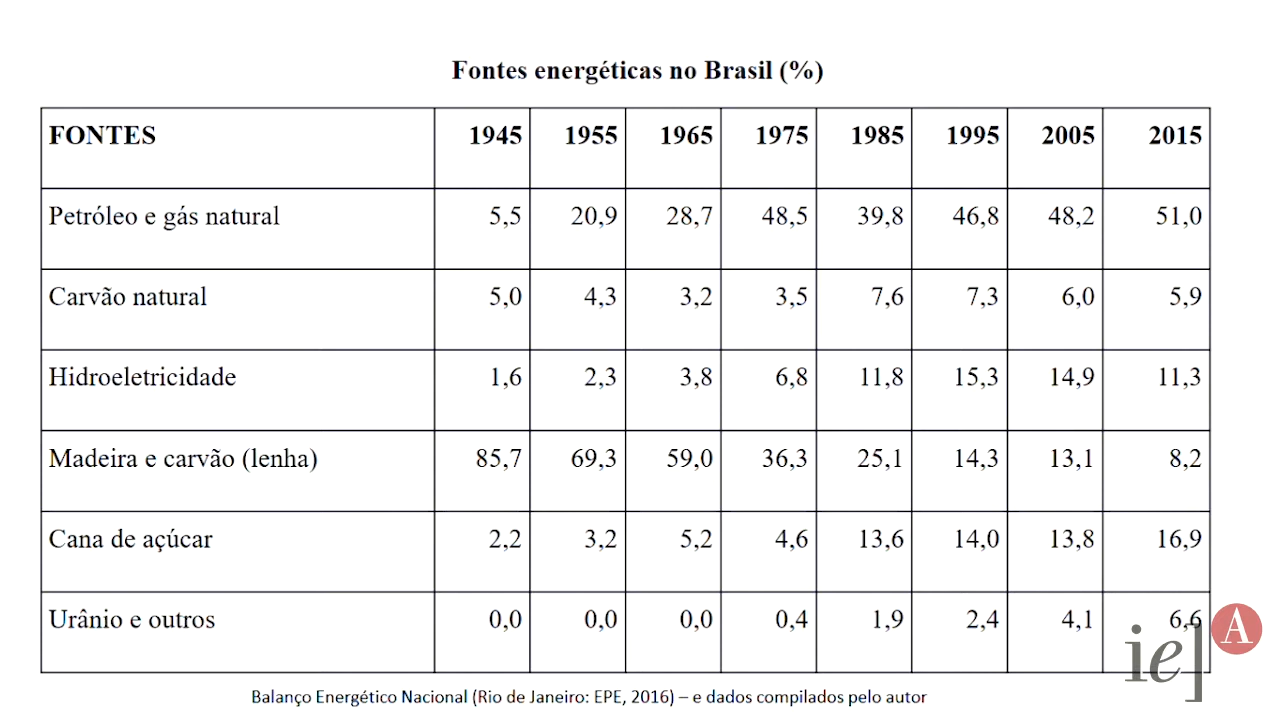 Fontes energéticas no Brasil (%)
FONTES 1945 1955 1965 1975 1985 1995 2005 2015
Petróleo e gás natural 5,5 20,9 28,7 48,5 39,8 46,8 48,2 51,0
Carvão natural 5,0 4,3 3,2 3,5 7,6 7,3 6,0 5,9
Hidroeletricidade 1,6 2,3 3,8 6,8 11,8 15,3 14,9 11,3
Madeira e carvão (lenha) 85,7 69,3 59,0 36,3 25,1 14,3 13,1 8,2
Cana de açúcar 2,2 3,2 5,2 4,6 13,6 14,0 13,8 16,9
Urânio e outros 0,0 0,0 0,0 0,4 1,9 2,4 4,1 6,6
ie] A
Balanço Energético Nacional (Rio de Janeiro: EPE, 2016) – e dados compilados pelo autor